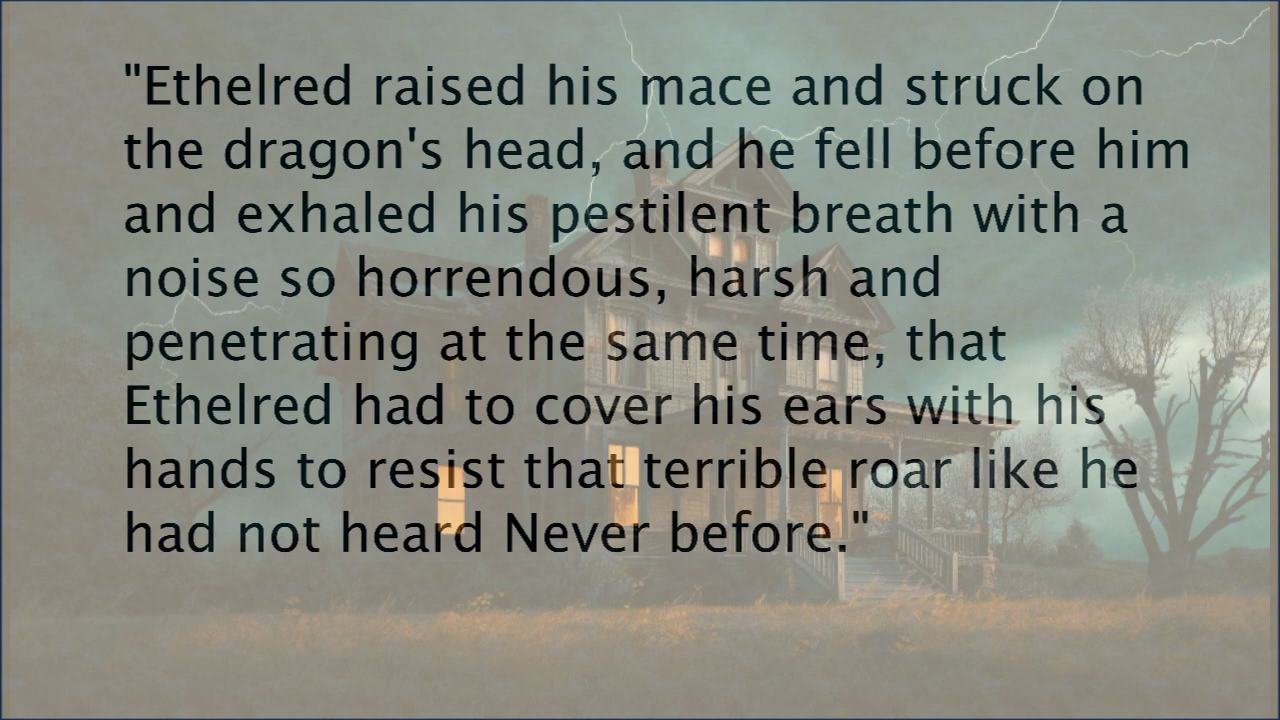 "Ethelred raised his mace and struck on
the dragon's head, and he fell before him
and exhaled his pestilent breath with a
noise so horrendous, harsh and
penetrating at the same time, that
Ethelred had to cover his ears with his
hands to resist that terrible roar like he
had not heard Never before."